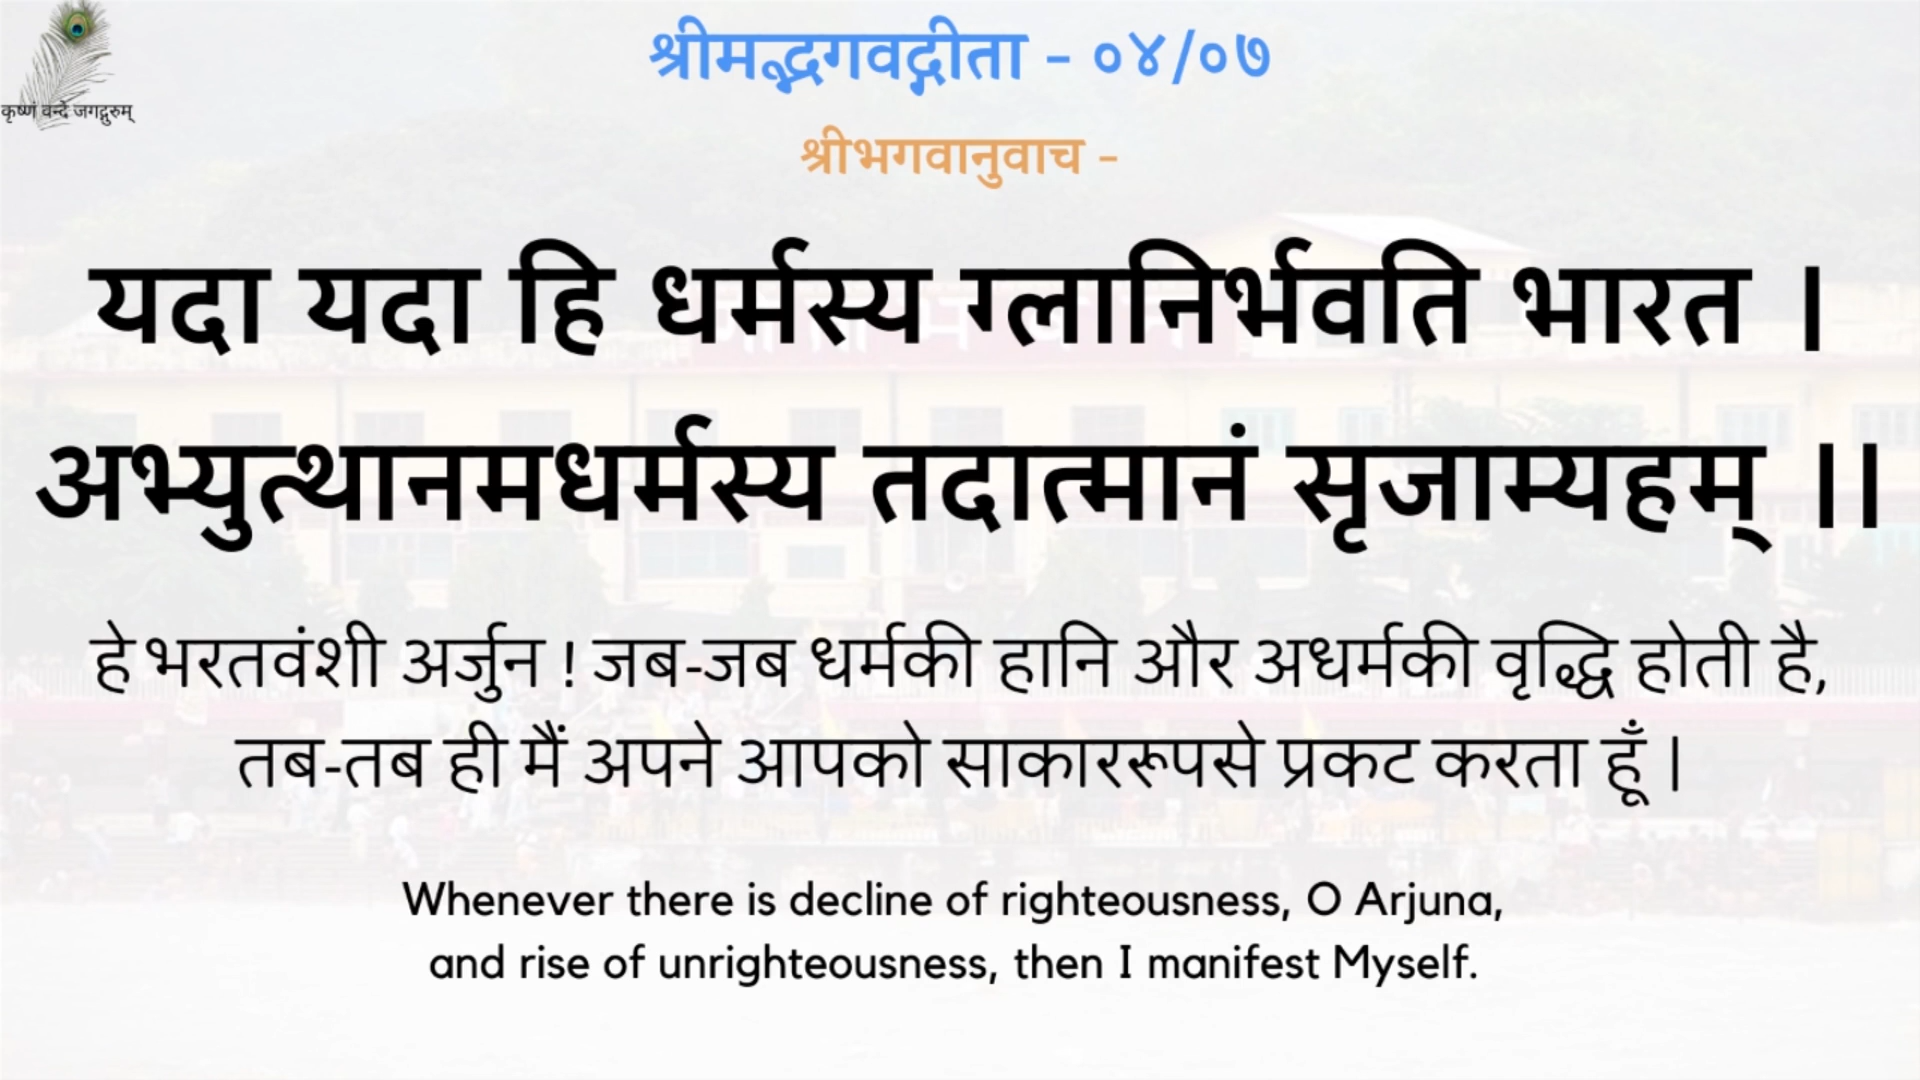 कृष्णं वन्दे जगद्गुरुम्
श्रीमद्भगवद्गीता - ०४/०७
श्रीभगवानुवाच -
यदा यदा हि धर्मस्य ग्लानिर्भवति भारत |
अभ्युत्थानमधर्मस्य तदात्मानं सृजाम्यहम् ||
हे भरतवंशी अर्जुन ! जब-जब धर्मकी हानि और अधर्मकी वृद्धि होती है,
तब-तब ही मैं अपने आपको साकाररूपसे प्रकट करता हूँ |
Whenever there is decline of righteousness, O Arjuna,
and rise of unrighteousness, then I manifest Myself.